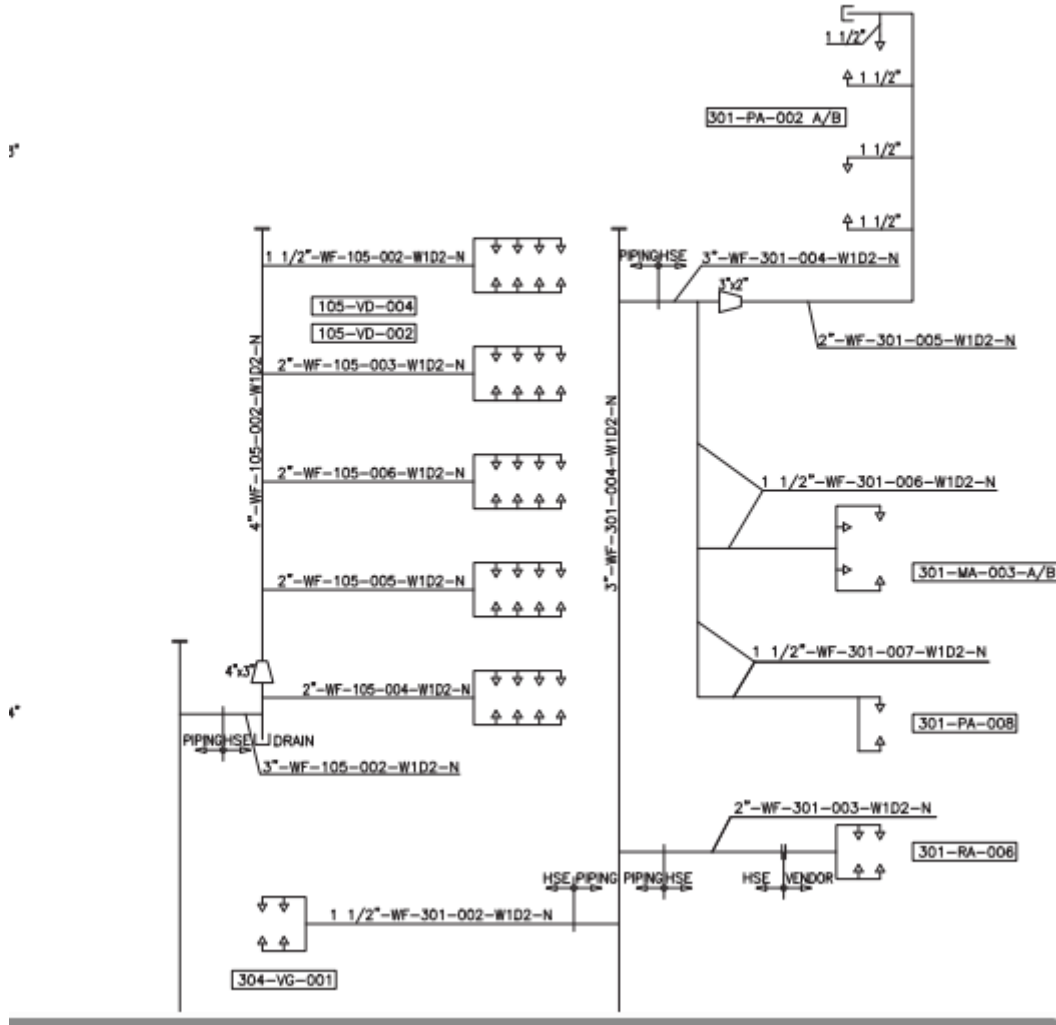 1 1/2"
1 1/2"
301-PA-002 A/B
3"
1 1/2"
1 1/2"
PIPING HSE
3"-WF-301-004-W1D2-N
1 1/2"-WF-105-002-W1D2-N
3"x2"
105-VD-004
105-VD-002
2"-WF-301-005-W1D2-N
2"-WF-105-003-W1D2-N
4"-WF-105-002-W1D2-N
3"-WF-301-004-W1D2-N
2"-WF-105-006-W1D2-N
1 1/2"-WF-301-006-W1D2-N
2"-WF-105-005-W1D2-N
301-MA-003-A/B
1 1/2"-WF-301-007-W1D2-N
4"x3"
2"-WF-105-004-W1D2-N
4"
301-PA-008
PIPING HSE
DRAIN
3"-WF-105-002-W1D2-N
2"-WF-301-003-W1D2-N
301-RA-006
HSE PIPING
PIPING HSE
HSE VENDOR
1 1/2"-WF-301-002-W1D2-N
304-VG-001